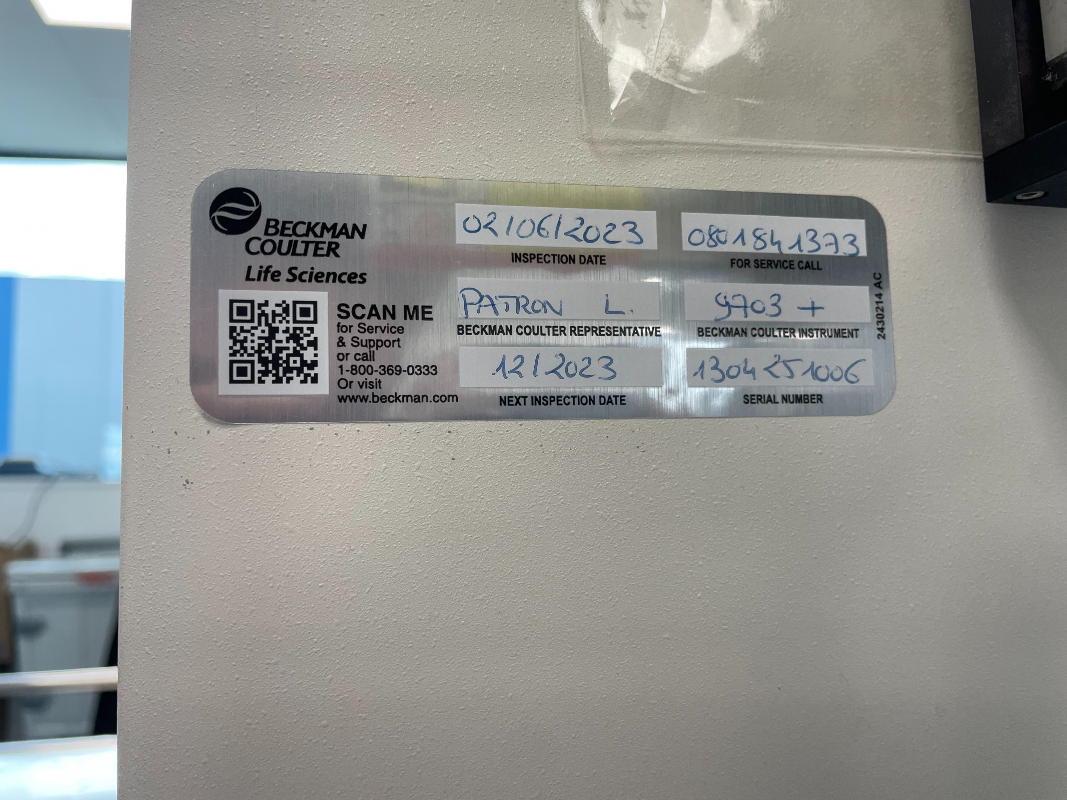 BECKMAN
COULTER
Life Sciences
SCAN ME
for Service
& Support
or call
1-800-369-0333
Or visit
www.beckman.com
02/06/2023
INSPECTION DATE
PATRON L.
BECKMAN COULTER REPRESENTATIVE
12/2023
NEXT INSPECTION DATE
0801841373
FOR SERVICE CALL
9703 +
BECKMAN COULTER INSTRUMENT
1304251006
SERIAL NUMBER
2430214 AC